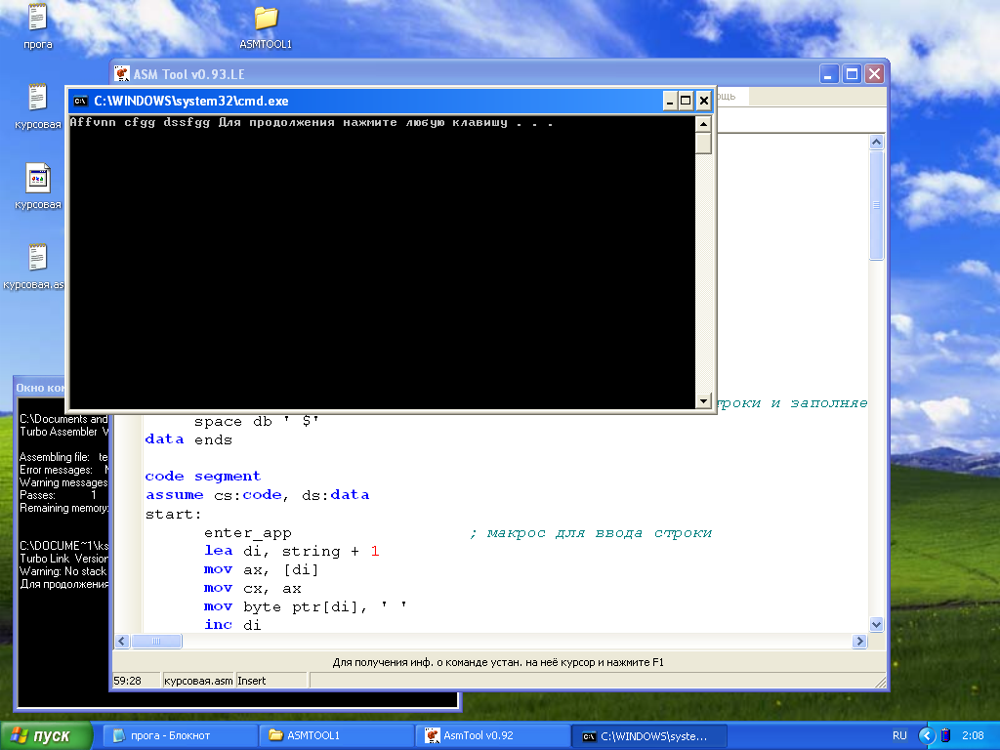 прога
ASMTOOL1
ASM Tool v0.93.LE
C:\WINDOWS\system32\cmd.exe
ощь
Affvnn cfgg dssfgg Для продолжения нажмите любую клавишу . . .
курсовая
курсовая
курсовая.as
Окно ко
троки и заполняе
C:\Documents and
Turbo Assembler V
Assembling file: te
Error messages: N
Warning messages
Passes: 1
Remaining memory:
C:\DOCUME~1\ks
Turbo Link Version
Warning: No stack
Для продолжения
space db ' $'
data ends
code segment
assume cs:code, ds:data
start:
enter_app ; макрос для ввода строки
lea di, string + 1
mov ax, [di]
mov cx, ax
mov byte ptr[di], ' '
inc di
Для получения инф. о команде устан. на неё курсор и нажмите F1
59:28 курсовая.asm Insert
пуск
прога - Блокнот
ASMTOOL1
AsmTool v0.92
C:\WINDOWS\syste...
RU
2:08